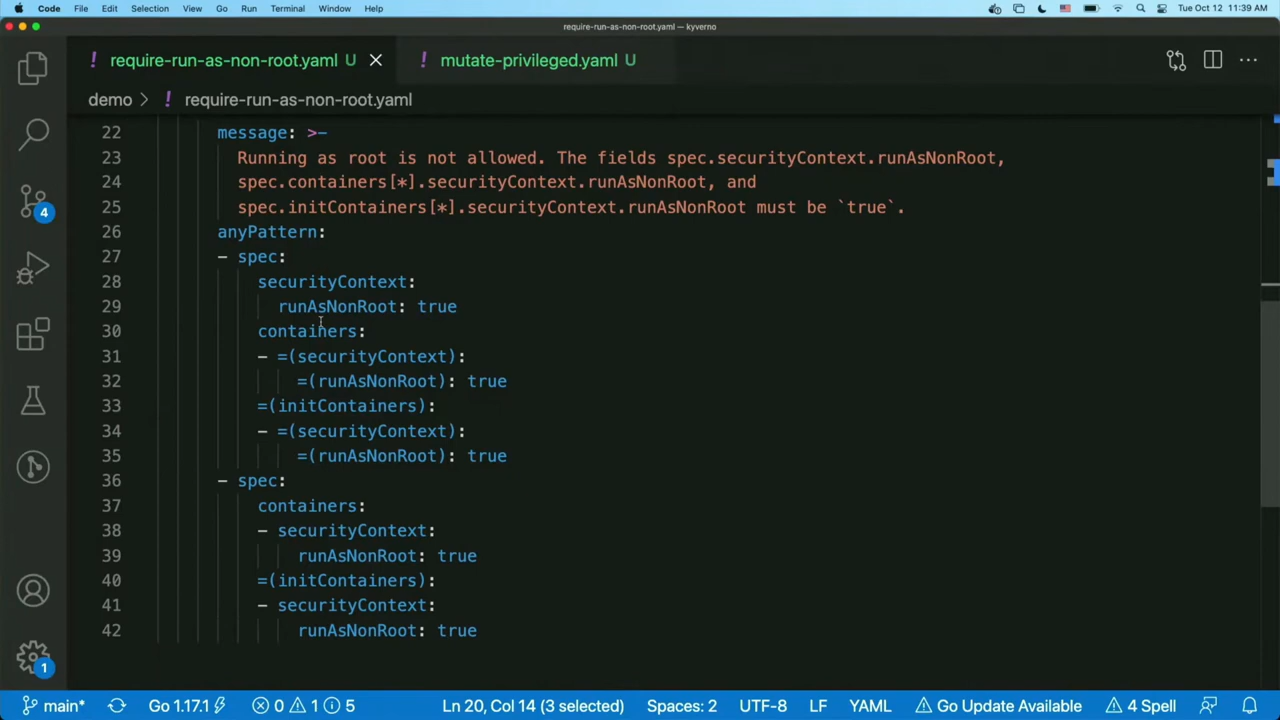 Code File Edit Selection View Go Run Terminal Window Help Tue Oct 12 11:39 AM
require-run-as-non-root.yaml — kyverno
! require-run-as-non-root.yaml U × ! mutate-privileged.yaml U ···
demo > ! require-run-as-non-root.yaml
22 message: >-
23 Running as root is not allowed. The fields spec.securityContext.runAsNonRoot,
24 spec.containers[*].securityContext.runAsNonRoot, and
25 spec.initContainers[*].securityContext.runAsNonRoot must be `true`.
26 anyPattern:
27 - spec:
28 securityContext:
29 runAsNonRoot: true
30 containers:
31 - =(securityContext):
32 =(runAsNonRoot): true
33 =(initContainers):
34 - =(securityContext):
35 =(runAsNonRoot): true
36 - spec:
37 containers:
38 - securityContext:
39 runAsNonRoot: true
40 =(initContainers):
41 - securityContext:
42 runAsNonRoot: true
4
1
main* Go 1.17.1 0 1 5 Ln 20, Col 14 (3 selected) Spaces: 2 UTF-8 LF YAML Go Update Available 4 Spell